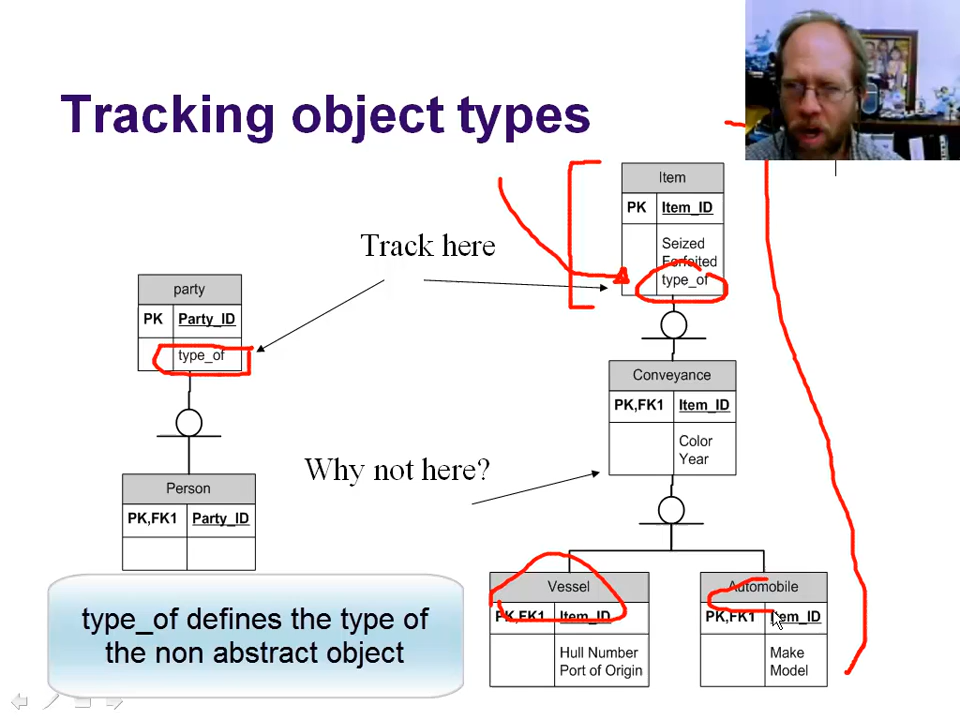 Tracking object types
Item
PK Item_ID
Seized
Forfeited
type_of
Track here
party
PK Party_ID
type_of
Conveyance
PK,FK1 Item_ID
Color
Year
Why not here?
Person
PK,FK1 Party_ID
Vessel
PK,FK1 Item_ID
Hull Number
Port of Origin
Automobile
PK,FK1 Item_ID
Make
Model
type_of defines the type of
the non abstract object